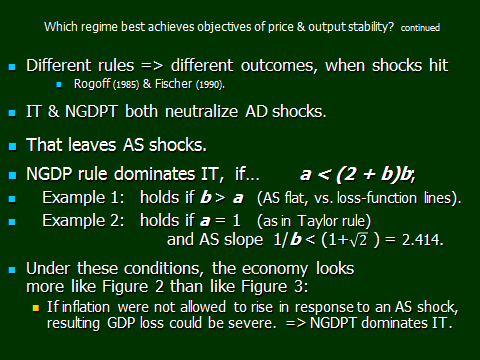 Which regime best achieves objectives of price & output stability? continued
Different rules => different outcomes, when shocks hit
Rogoff (1985) & Fischer (1990).
IT & NGDPT both neutralize AD shocks.
That leaves AS shocks.
NGDP rule dominates IT, if… a < (2 + b)b;
Example 1: holds if b > a (AS flat, vs. loss-function lines).
Example 2: holds if a = 1 (as in Taylor rule)
and AS slope 1/b < (1+√2 ) = 2.414.
Under these conditions, the economy looks
more like Figure 2 than like Figure 3:
If inflation were not allowed to rise in response to an AS shock,
resulting GDP loss could be severe. => NGDPT dominates IT.